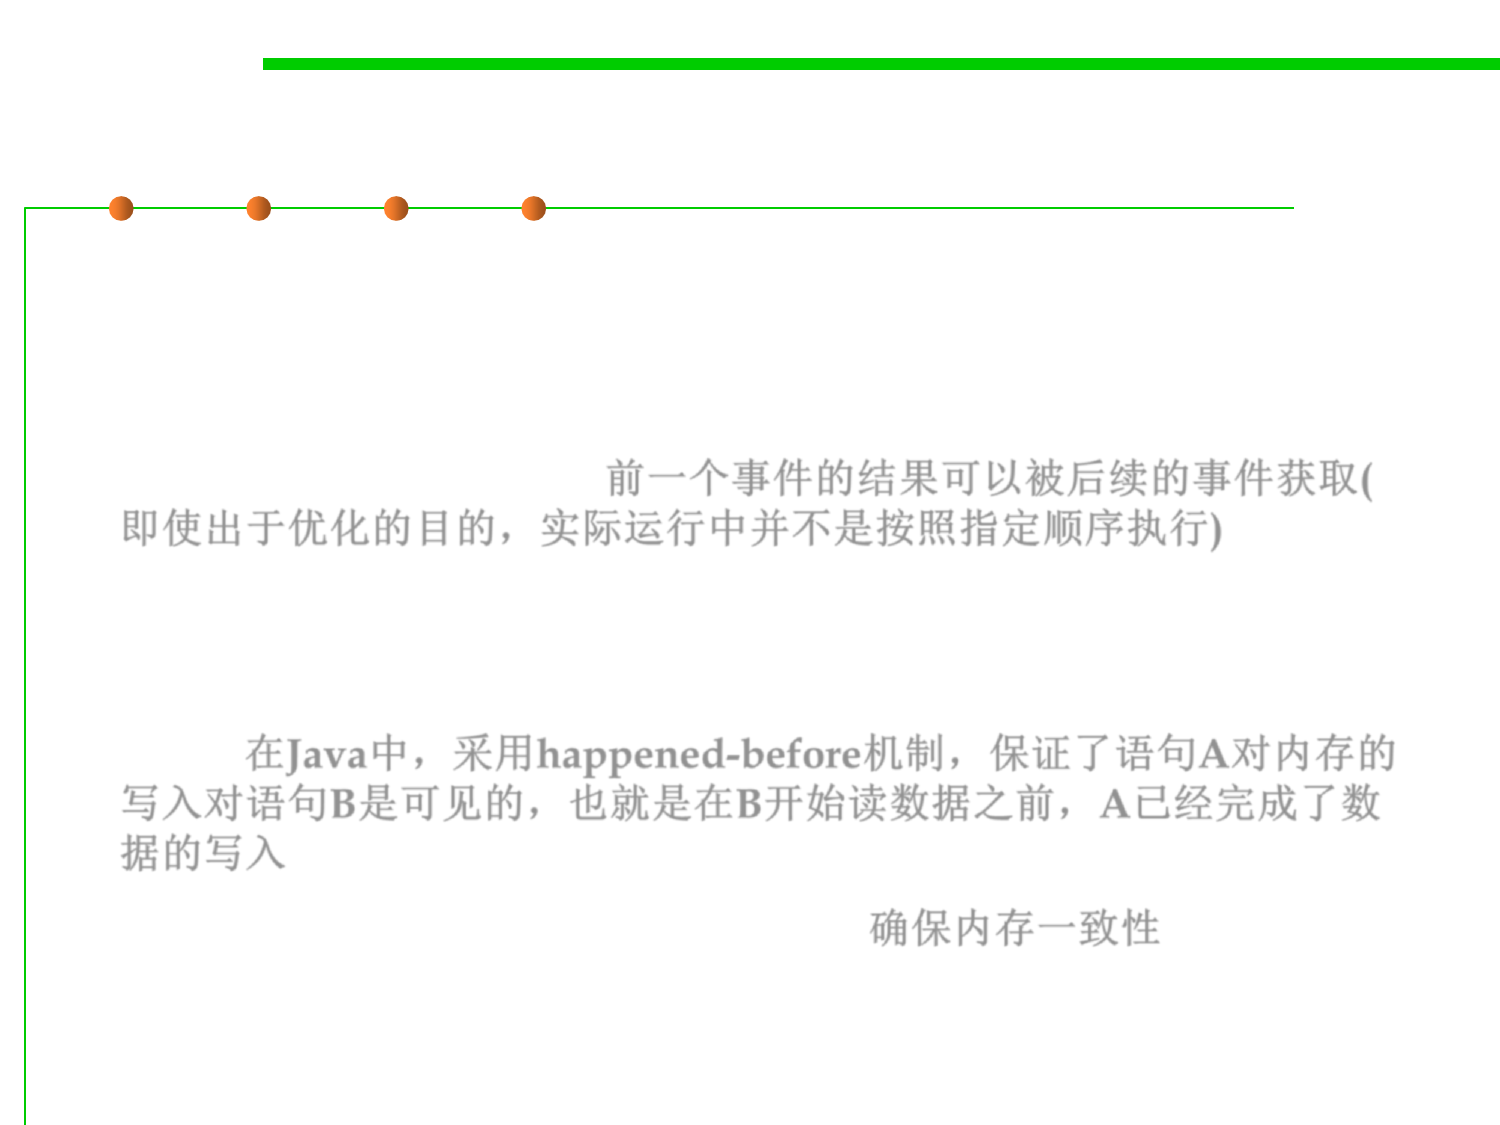 前一个事件的结果可以被后续的事件获取(
即使出于优化的目的，实际运行中并不是按照指定顺序执行)
在Java中，采用happened-before机制，保证了语句A对内存的
写入对语句B是可见的，也就是在B开始读数据之前，A已经完成了数
据的写入
确保内存一致性